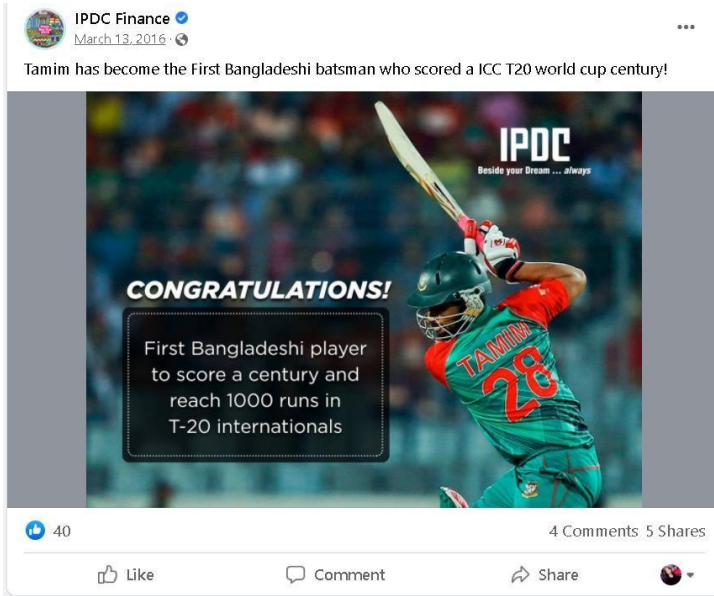 IPDC Finance
March 13, 2016
Tamim has become the First Bangladeshi batsman who scored a ICC T20 world cup century!
IPDC
Beside your Dream ... always
CONGRATULATIONS!
First Bangladeshi player
to score a century and
reach 1000 runs in
T-20 internationals
TAMIM
28
40
4 Comments 5 Shares
Like Comment Share